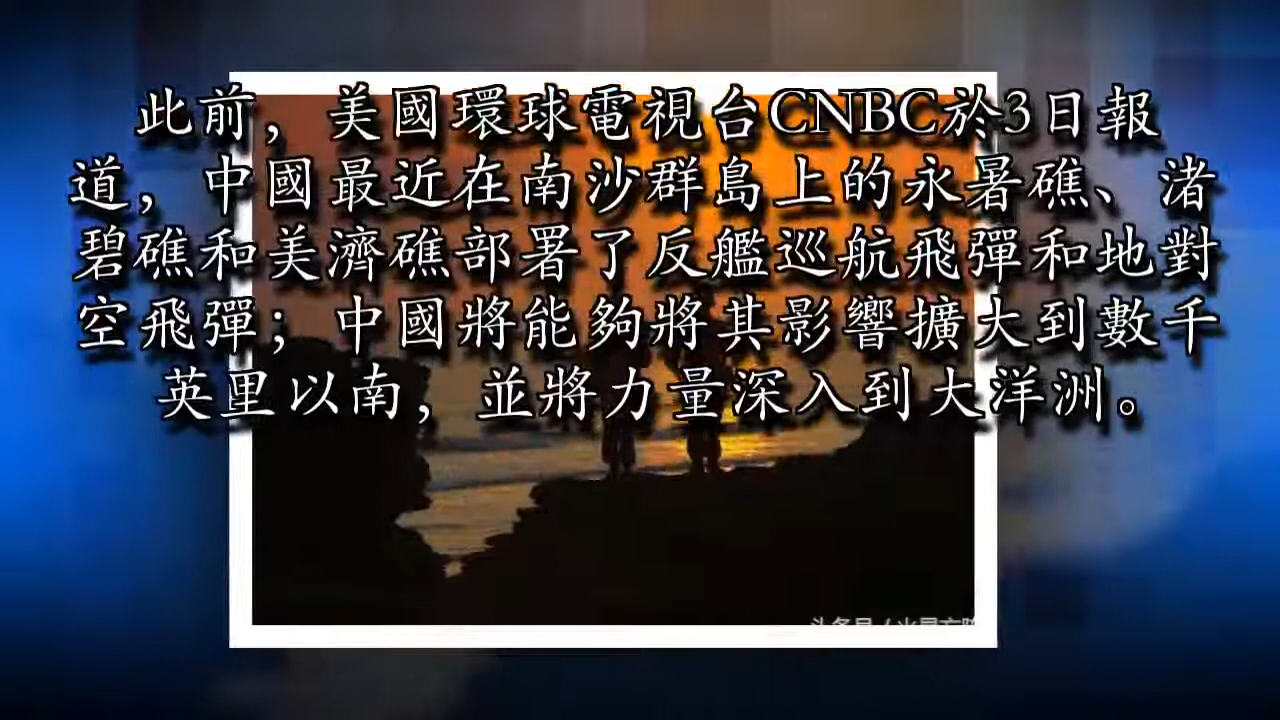 此前，美國環球電視台CNBC於3日報
道，中國最近在南沙群島上的永暑礁、渚
碧礁和美濟礁部署了反艦巡航飛彈和地對
空飛彈；中國將能夠將其影響擴大到數千
英里以南，並將力量深入到大洋洲。